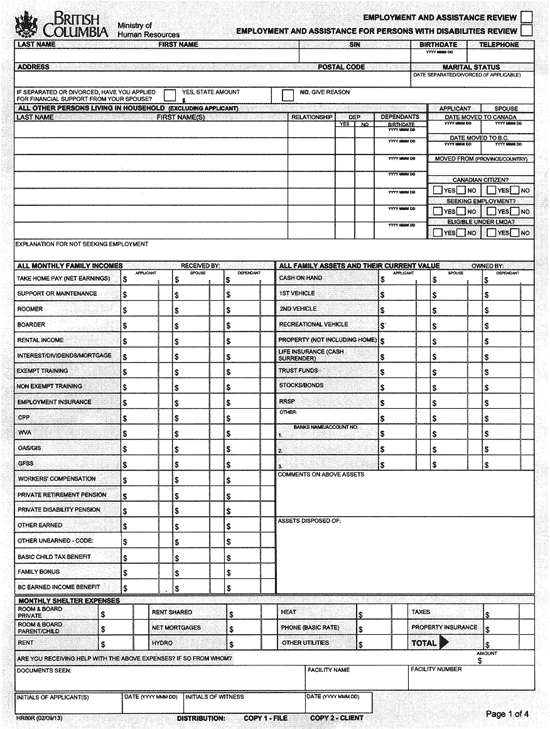 BRITISH COLUMBIA
Ministry of Human Resources
EMPLOYMENT AND ASSISTANCE REVIEW
EMPLOYMENT AND ASSISTANCE FOR PERSONS WITH DISABILITIES REVIEW
LAST NAME FIRST NAME SIN BIRTHDATE TELEPHONE
YYYY MMM DD
ADDRESS POSTAL CODE MARITAL STATUS
DATE SEPARATED/DIVORCED (IF APPLICABLE)
IF SEPARATED OR DIVORCED, HAVE YOU APPLIED FOR FINANCIAL SUPPORT FROM YOUR SPOUSE? YES, STATE AMOUNT $ NO, GIVE REASON
ALL OTHER PERSONS LIVING IN HOUSEHOLD (EXCLUDING APPLICANT) APPLICANT SPOUSE
LAST NAME FIRST NAME(S) RELATIONSHIP DEP YES NO DEPENDANTS BIRTHDATE YYYY MMM DD
DATE MOVED TO CANADA
YYYY MMM DD YYYY MMM DD
YYYY MMM DD
DATE MOVED TO B.C.
YYYY MMM DD YYYY MMM DD
YYYY MMM DD
MOVED FROM (PROVINCE/COUNTRY)
YYYY MMM DD
CANADIAN CITIZEN?
YYYY MMM DD YES NO YES NO
SEEKING EMPLOYMENT?
YYYY MMM DD YES NO YES NO
ELIGIBLE UNDER LMDA?
YYYY MMM DD YES NO YES NO
EXPLANATION FOR NOT SEEKING EMPLOYMENT
ALL MONTHLY FAMILY INCOMES RECEIVED BY:
APPLICANT SPOUSE DEPENDANT
TAKE HOME PAY (NET EARNINGS) $ $ $
SUPPORT OR MAINTENANCE $ $ $
ROOMER $ $ $
BOARDER $ $ $
RENTAL INCOME $ $ $
INTEREST/DIVIDENDS/MORTGAGE $ $ $
EXEMPT TRAINING $ $ $
NON EXEMPT TRAINING $ $ $
EMPLOYMENT INSURANCE $ $ $
CPP $ $ $
WVA $ $ $
OAS/GIS $ $ $
GFSS $ $ $
WORKERS' COMPENSATION $ $ $
PRIVATE RETIREMENT PENSION $ $ $
PRIVATE DISABILITY PENSION $ $ $
OTHER EARNED $ $ $
OTHER UNEARNED - CODE: $ $ $
BASIC CHILD TAX BENEFIT $ $ $
FAMILY BONUS $ $ $
BC EARNED INCOME BENEFIT $ $ $
ALL FAMILY ASSETS AND THEIR CURRENT VALUE OWNED BY:
APPLICANT SPOUSE DEPENDANT
CASH ON HAND $ $ $
1ST VEHICLE $ $ $
2ND VEHICLE $ $ $
RECREATIONAL VEHICLE $ $ $
PROPERTY (NOT INCLUDING HOME) $ $ $
LIFE INSURANCE (CASH SURRENDER) $ $ $
TRUST FUNDS $ $ $
STOCKS/BONDS $ $ $
RRSP $ $ $
OTHER:
BANKS NAME/ACCOUNT NO.
1. $ $ $
2. $ $ $
3. $ $ $
COMMENTS ON ABOVE ASSETS
ASSETS DISPOSED OF:
MONTHLY SHELTER EXPENSES
ROOM & BOARD PRIVATE $ RENT SHARED $ HEAT $ TAXES $
ROOM & BOARD PARENT/CHILD $ NET MORTGAGES $ PHONE (BASIC RATE) $ PROPERTY INSURANCE $
RENT $ HYDRO $ OTHER UTILITIES $ TOTAL $
ARE YOU RECEIVING HELP WITH THE ABOVE EXPENSES? IF SO FROM WHOM? AMOUNT $
DOCUMENTS SEEN: FACILITY NAME FACILITY NUMBER
INITIALS OF APPLICANT(S) DATE (YYYY MMM DD) INITIALS OF WITNESS DATE (YYYY MMM DD)
HR80R (02/09/13) DISTRIBUTION: COPY 1 - FILE COPY 2 - CLIENT Page 1 of 4